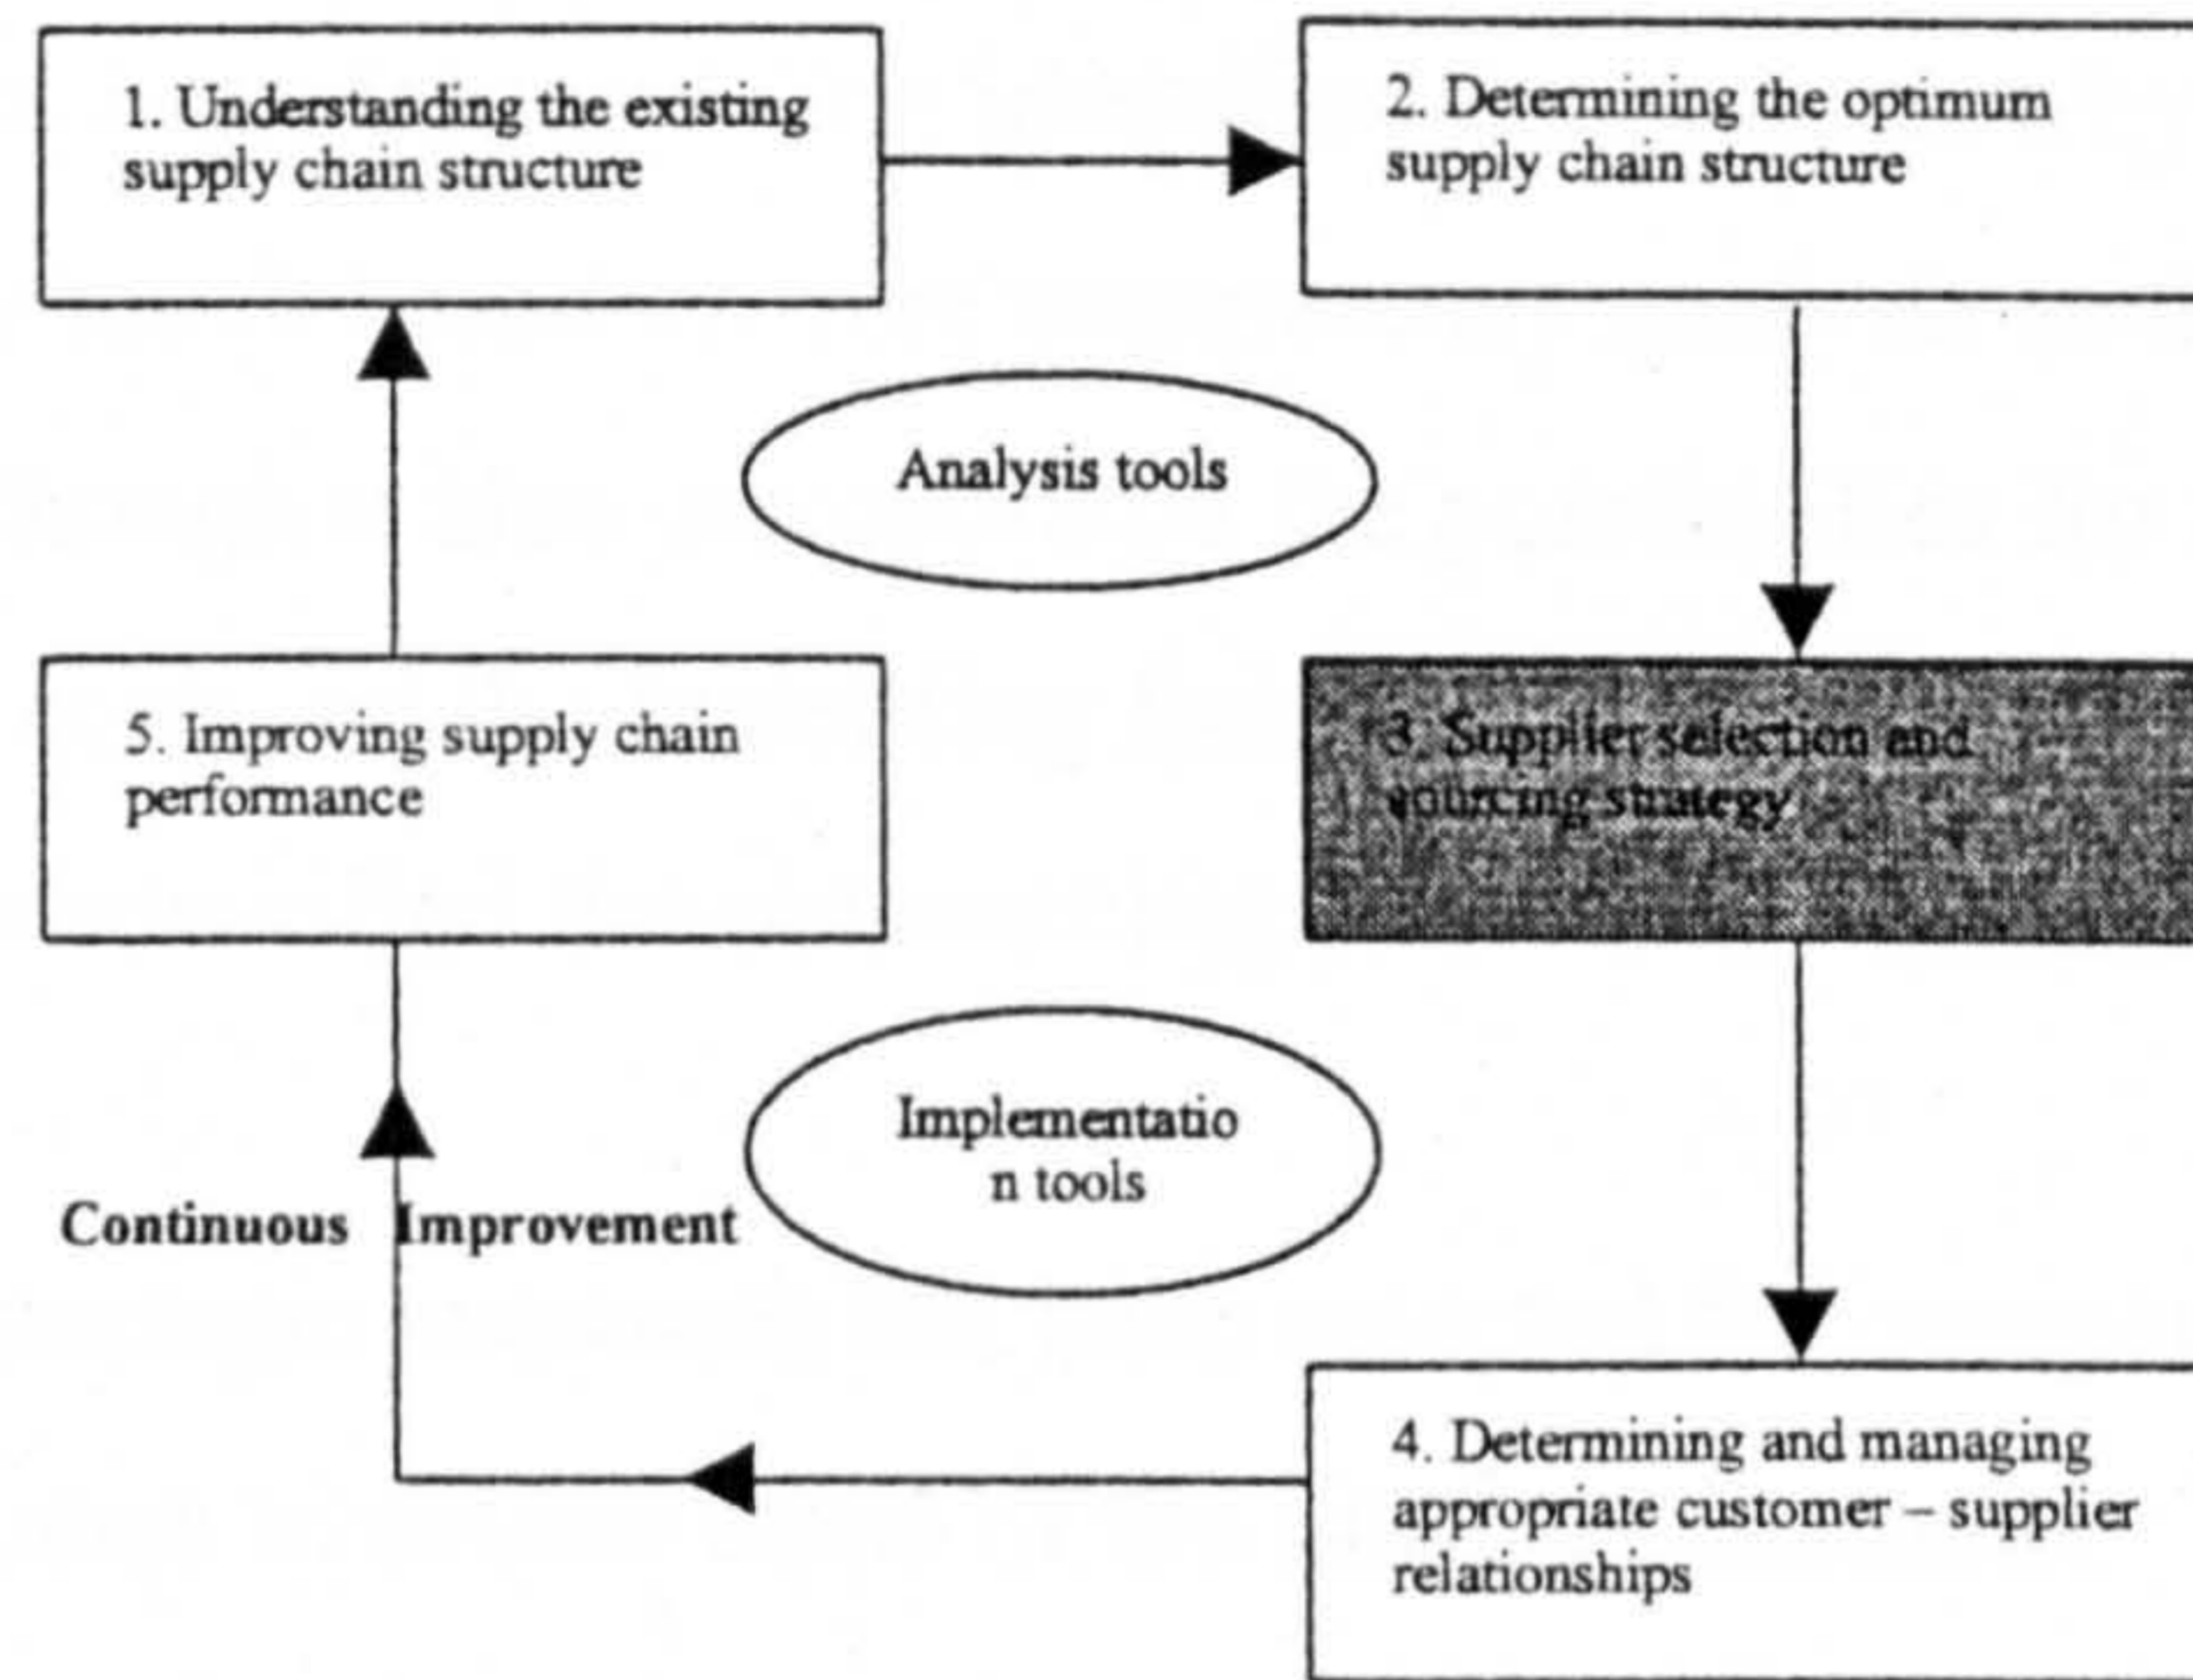 1. Understanding the existing
supply chain structure
2. Determining the optimum
supply chain structure
Analysis tools
5. Improving supply chain
performance
3. Supplier selection and
sourcing strategy
Implementatio
n tools
Continuous Improvement
4. Determining and managing
appropriate customer – supplier
relationships